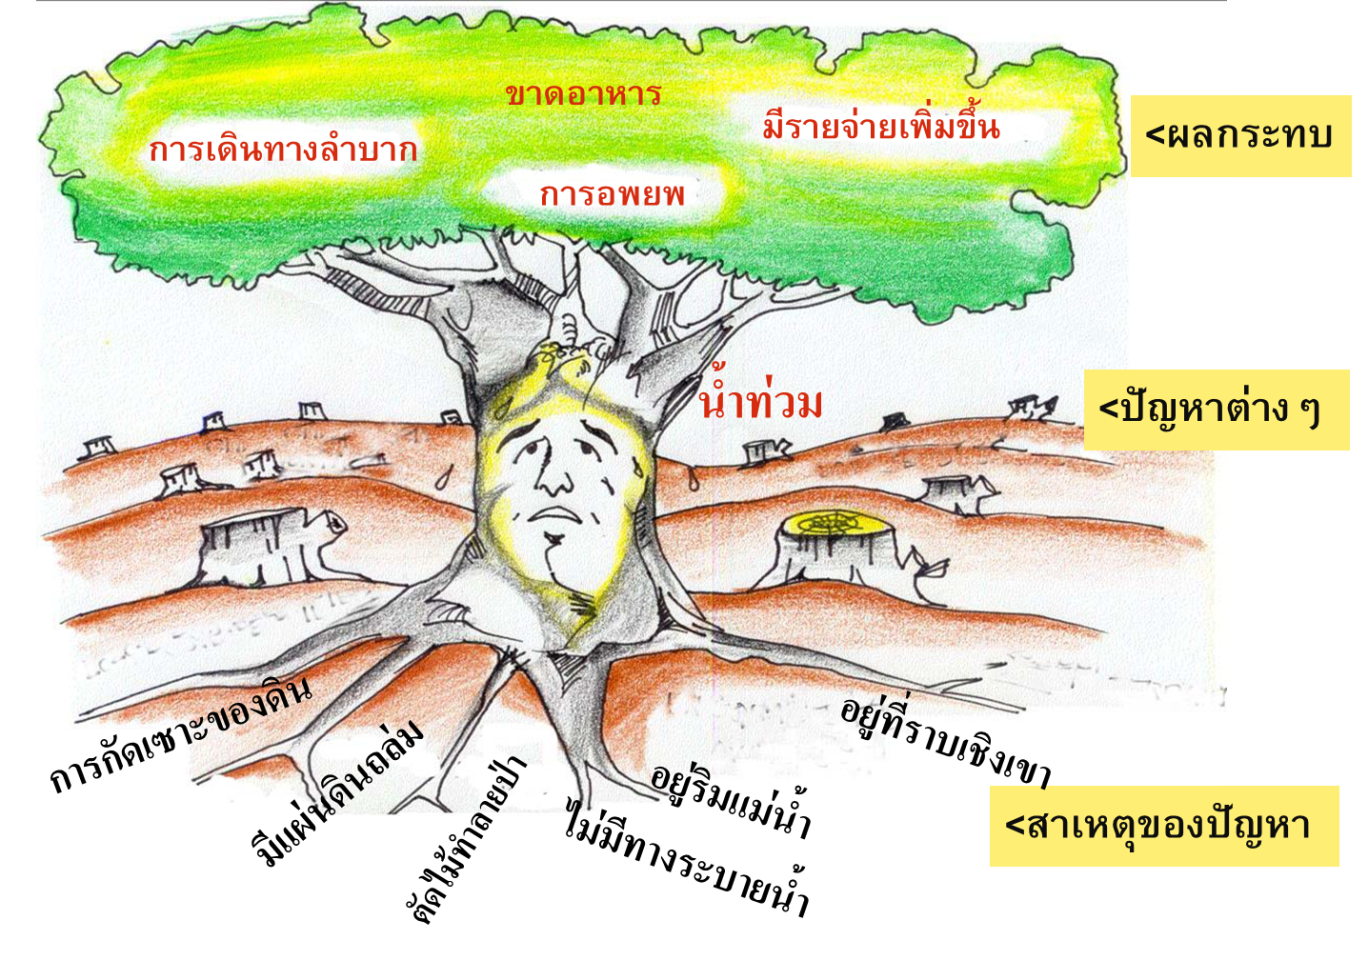 ขาดอาหาร
มีรายจ่ายเพิ่มขึ้น
<ผลกระทบ
การเดินทางลำบาก
การอพยพ
น้ำท่วม
<ปัญหาต่าง ๆ
การกัดเซาะของดิน
มีแผ่นดินถล่ม
ตัดไม้ทำลายป่า
ไม่มีทางระบายน้ำ
อยู่ริมแม่น้ำ
อยู่ที่ราบเชิงเขา
<สาเหตุของปัญหา